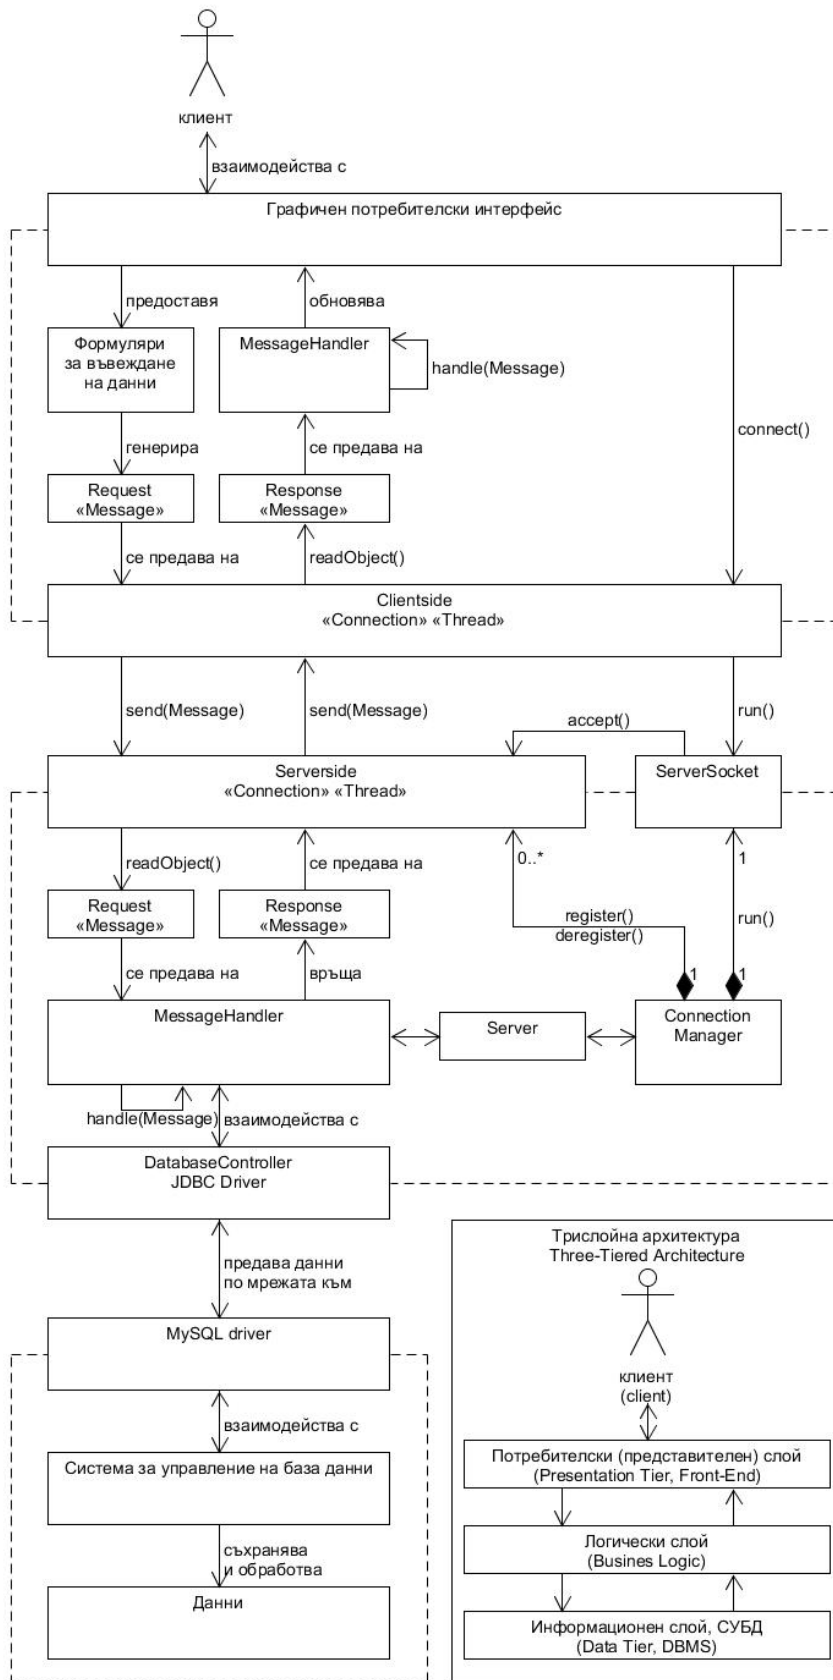 клиент
взаимодейства с
Графичен потребителски интерфейс
предоставя
обновява
Формуляри
за въвеждане
на данни
MessageHandler
handle(Message)
connect()
генерира
се предава на
Request
«Message»
Response
«Message»
се предава на
readObject()
Clientside
«Connection» «Thread»
send(Message)
send(Message)
accept()
run()
Serverside
«Connection» «Thread»
ServerSocket
readObject()
се предава на
0..*
1
Request
«Message»
Response
«Message»
register()
deregister()
run()
се предава на
връща
1
1
MessageHandler
Server
Connection
Manager
handle(Message)
взаимодейства с
DatabaseController
JDBC Driver
предава данни
по мрежата към
MySQL driver
взаимодейства с
Система за управление на база данни
съхранява
и обработва
Данни
Трислойна архитектура
Three-Tiered Architecture
клиент
(client)
Потребителски (представителен) слой
(Presentation Tier, Front-End)
Логически слой
(Busines Logic)
Информационен слой, СУБД
(Data Tier, DBMS)